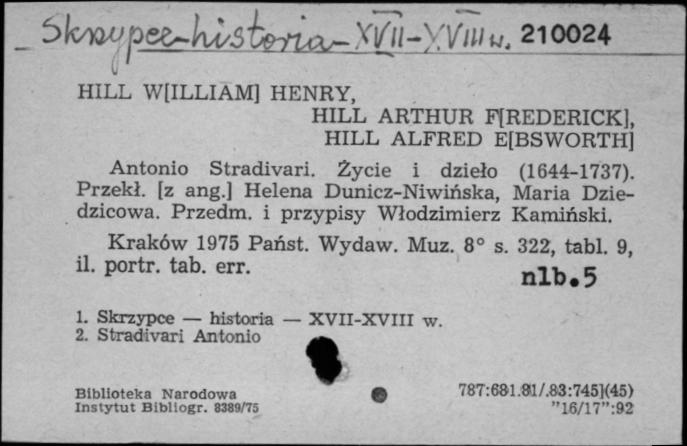 Skrzypce - historia - XVII-XVIII w. 210024
HILL W[ILLIAM] HENRY,
HILL ARTHUR F[REDERICK],
HILL ALFRED E[BSWORTH]
Antonio Stradivari. Życie i dzieło (1644-1737).
Przekł. [z ang.] Helena Dunicz-Niwińska, Maria Dzie-
dzicowa. Przedm. i przypisy Włodzimierz Kamiński.
Kraków 1975 Państ. Wydaw. Muz. 8° s. 322, tabl. 9,
il. portr. tab. err.
nlb.5
1. Skrzypce — historia — XVII-XVIII w.
2. Stradivari Antonio
Biblioteka Narodowa 787:681.81/.83:745](45)
Instytut Bibliogr. 8389/75 "16/17":92